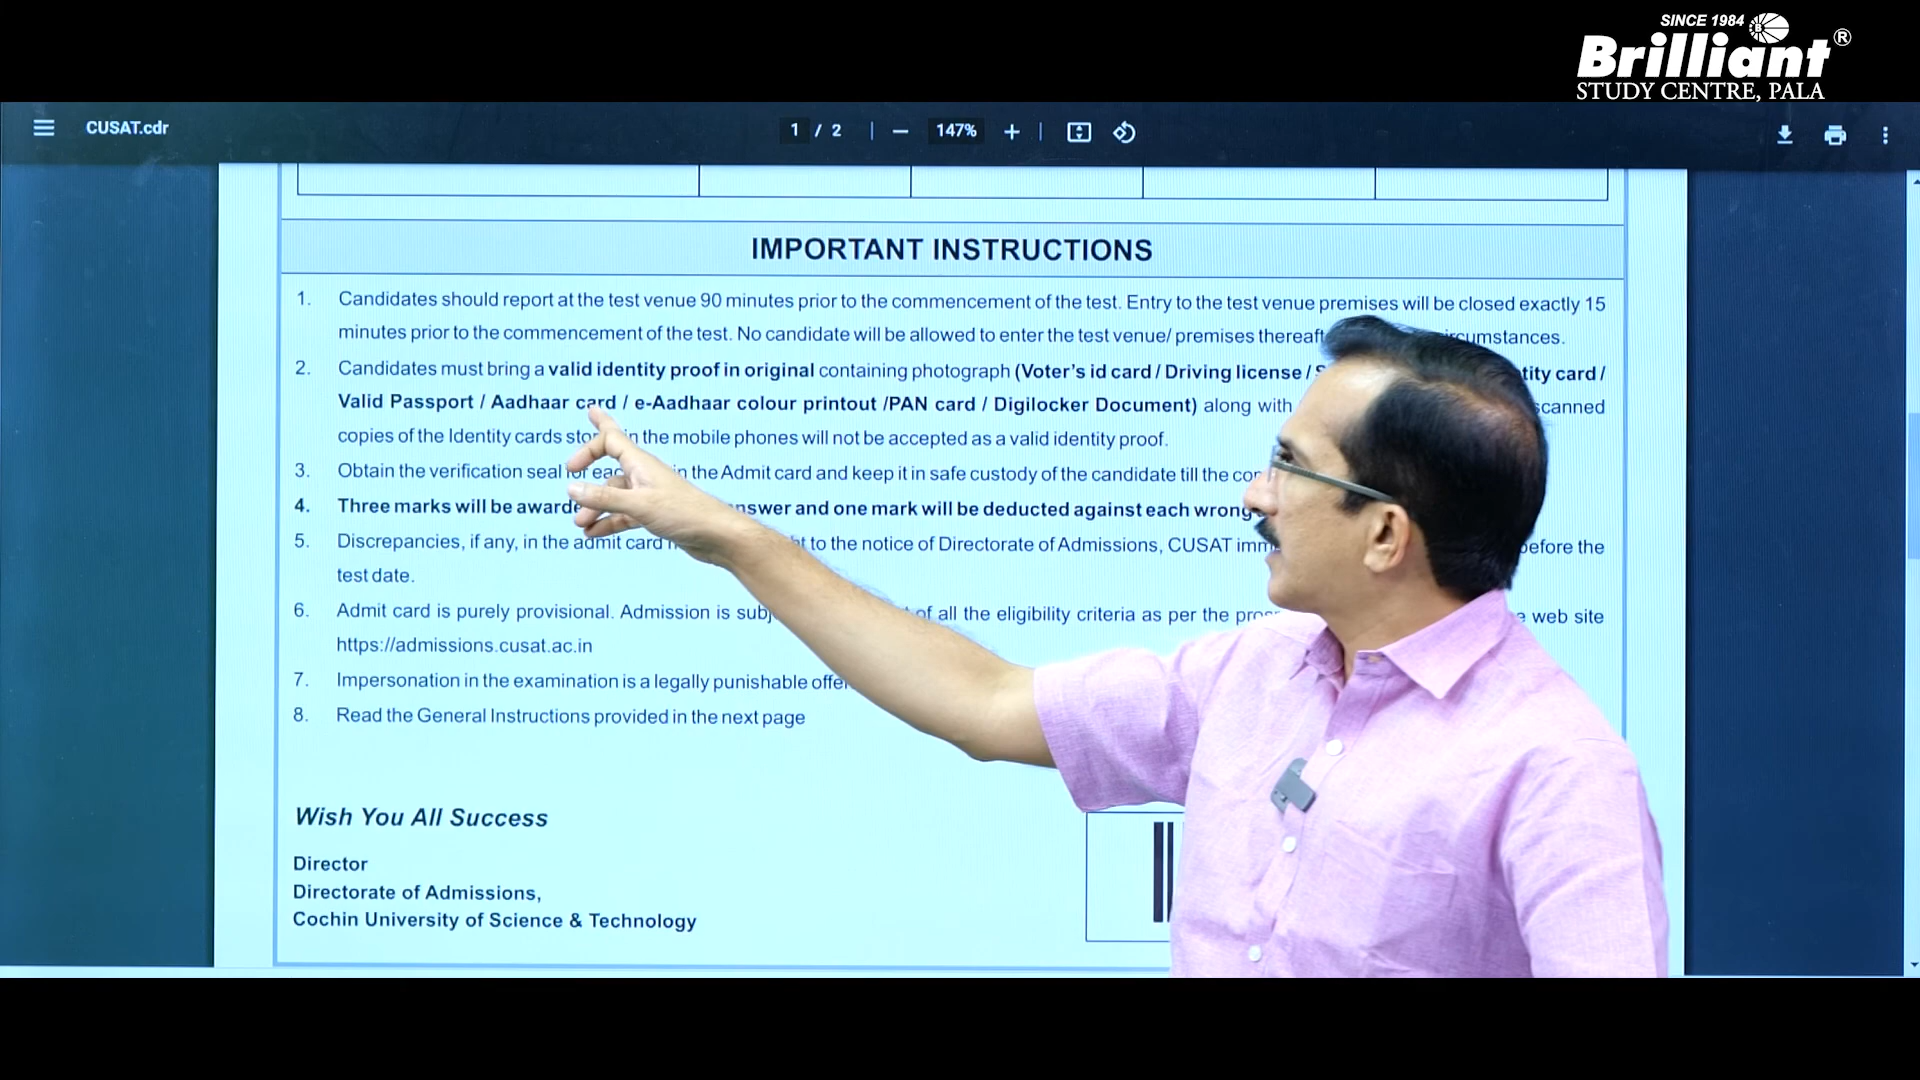 SINCE 1984
Brilliant®
STUDY CENTRE, PALA
CUSAT.cdr
1 / 2
147%
IMPORTANT INSTRUCTIONS
1. Candidates should report at the test venue 90 minutes prior to the commencement of the test. Entry to the test venue premises will be closed exactly 15
minutes prior to the commencement of the test. No candidate will be allowed to enter the test venue/ premises circumstances.
2. Candidates must bring a valid identity proof in original containing photograph (Voter's id card / Driving license / card /
Valid Passport / Aadhaar card / e-Aadhaar colour printout /PAN card / Digilocker Document) along with scanned
copies of the Identity cards in the mobile phones will not be accepted as a valid identity proof.
3. Obtain the verification seal in the Admit card and keep it in safe custody of the candidate till the
4. Three marks will be answer and one mark will be deducted against each wrong
5. Discrepancies, if any, in the admit card to the notice of Directorate of Admissions, CUSAT before the
test date.
6. Admit card is purely provisional. Admission is of all the eligibility criteria as per the web site
https://admissions.cusat.ac.in
7. Impersonation in the examination is a legally punishable
8. Read the General Instructions provided in the next page
Wish You All Success
Director
Directorate of Admissions,
Cochin University of Science & Technology